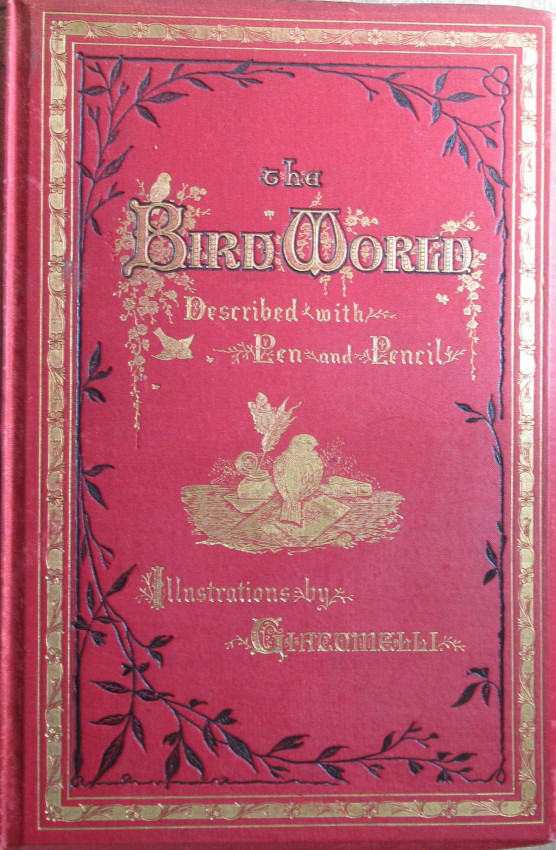 the
BIRD: WORLD
Described with
Pen and Pencil
Illustrations by
GIACOMELLI